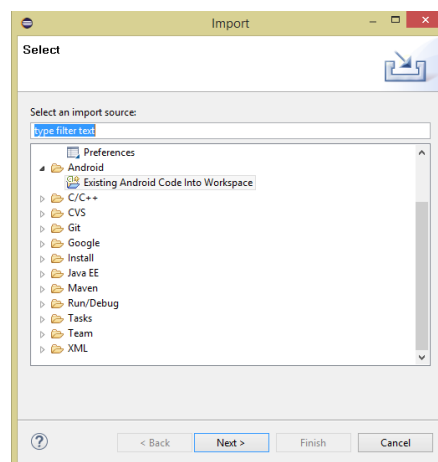 Import
Select
Select an import source:
type filter text
Preferences
Android
Existing Android Code Into Workspace
C/C++
CVS
Git
Google
Install
Java EE
Maven
Run/Debug
Tasks
Team
XML
< Back Next > Finish Cancel